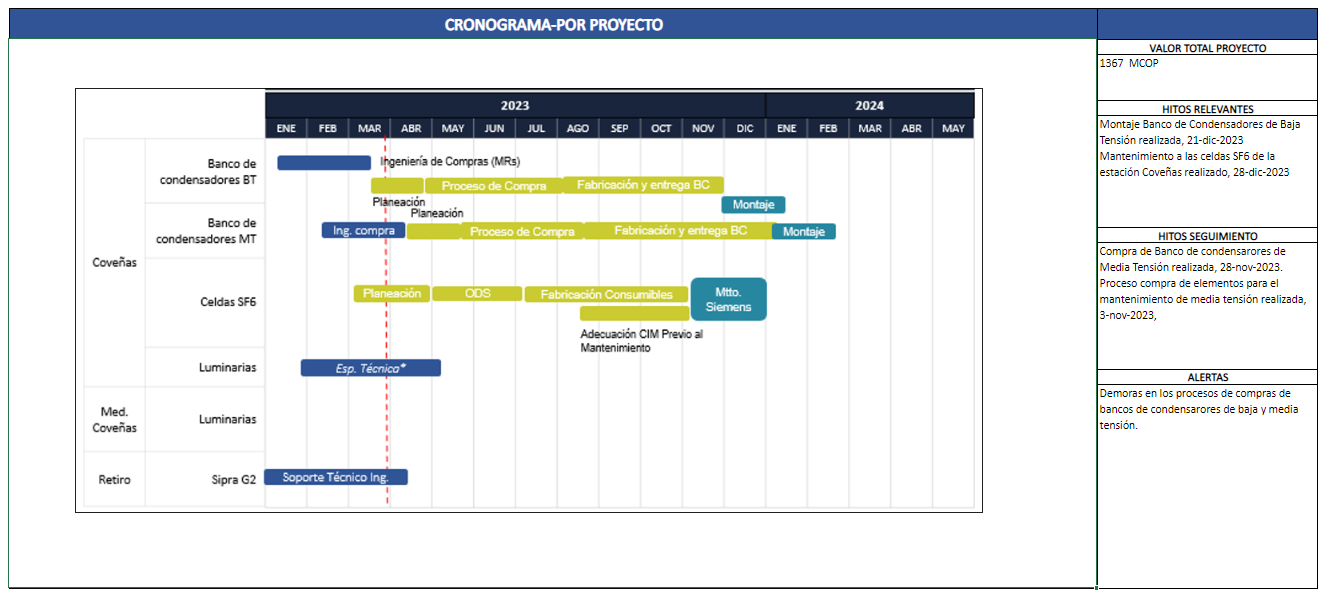 CRONOGRAMA-POR PROYECTO
2023
2024
ENE FEB MAR ABR MAY JUN JUL AGO SEP OCT NOV DIC ENE FEB MAR ABR MAY
Coveñas
Banco de
condensadores BT
Ingeniería de Compras (MRs)
Planeación
Proceso de Compra
Fabricación y entrega BC
Montaje
Banco de
condensadores MT
Ing. compra
Planeación
Proceso de Compra
Fabricación y entrega BC
Montaje
Celdas SF6
Planeación
ODS
Fabricación Consumibles
Mtto.
Siemens
Adecuación CIM Previo al
Mantenimiento
Luminarias
Esp. Técnica*
Med.
Coveñas
Luminarias
Retiro
Sipra G2
Soporte Técnico Ing.
VALOR TOTAL PROYECTO
1367 MCOP
HITOS RELEVANTES
Montaje Banco de Condensadores de Baja
Tensión realizada, 21-dic-2023
Mantenimiento a las celdas SF6 de la
estación Coveñas realizado, 28-dic-2023
HITOS SEGUIMIENTO
Compra de Banco de condensarores de
Media Tensión realizada, 28-nov-2023.
Proceso compra de elementos para el
mantenimiento de media tensión realizada,
3-nov-2023,
ALERTAS
Demoras en los procesos de compras de
bancos de condensarores de baja y media
tensión.